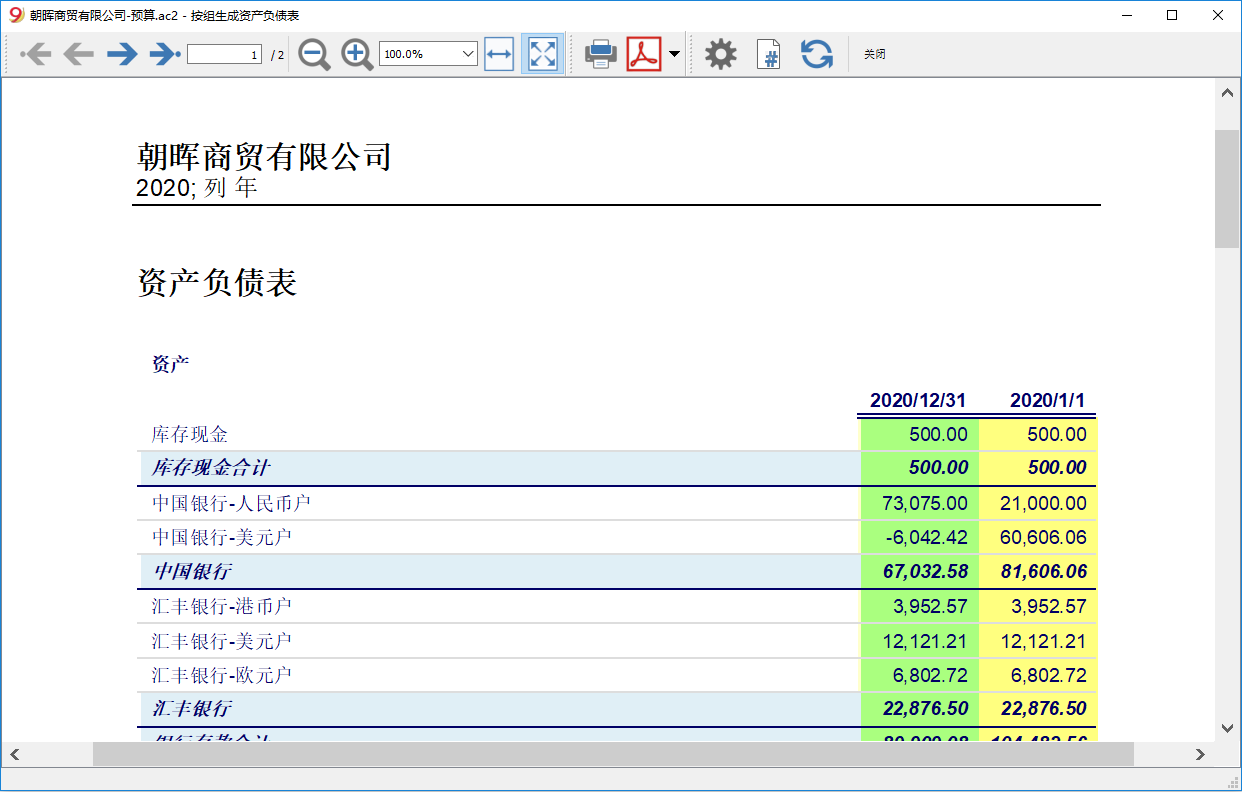 朝晖商贸有限公司-预算.ac2 - 按组生成资产负债表
1 / 2 100.0% # 关闭
朝晖商贸有限公司
2020; 列 年
资产负债表
资产
2020/12/31 2020/1/1
库存现金 500.00 500.00
库存现金合计 500.00 500.00
中国银行-人民币户 73,075.00 21,000.00
中国银行-美元户 -6,042.42 60,606.06
中国银行 67,032.58 81,606.06
汇丰银行-港币户 3,952.57 3,952.57
汇丰银行-美元户 12,121.21 12,121.21
汇丰银行-欧元户 6,802.72 6,802.72
汇丰银行 22,876.50 22,876.50